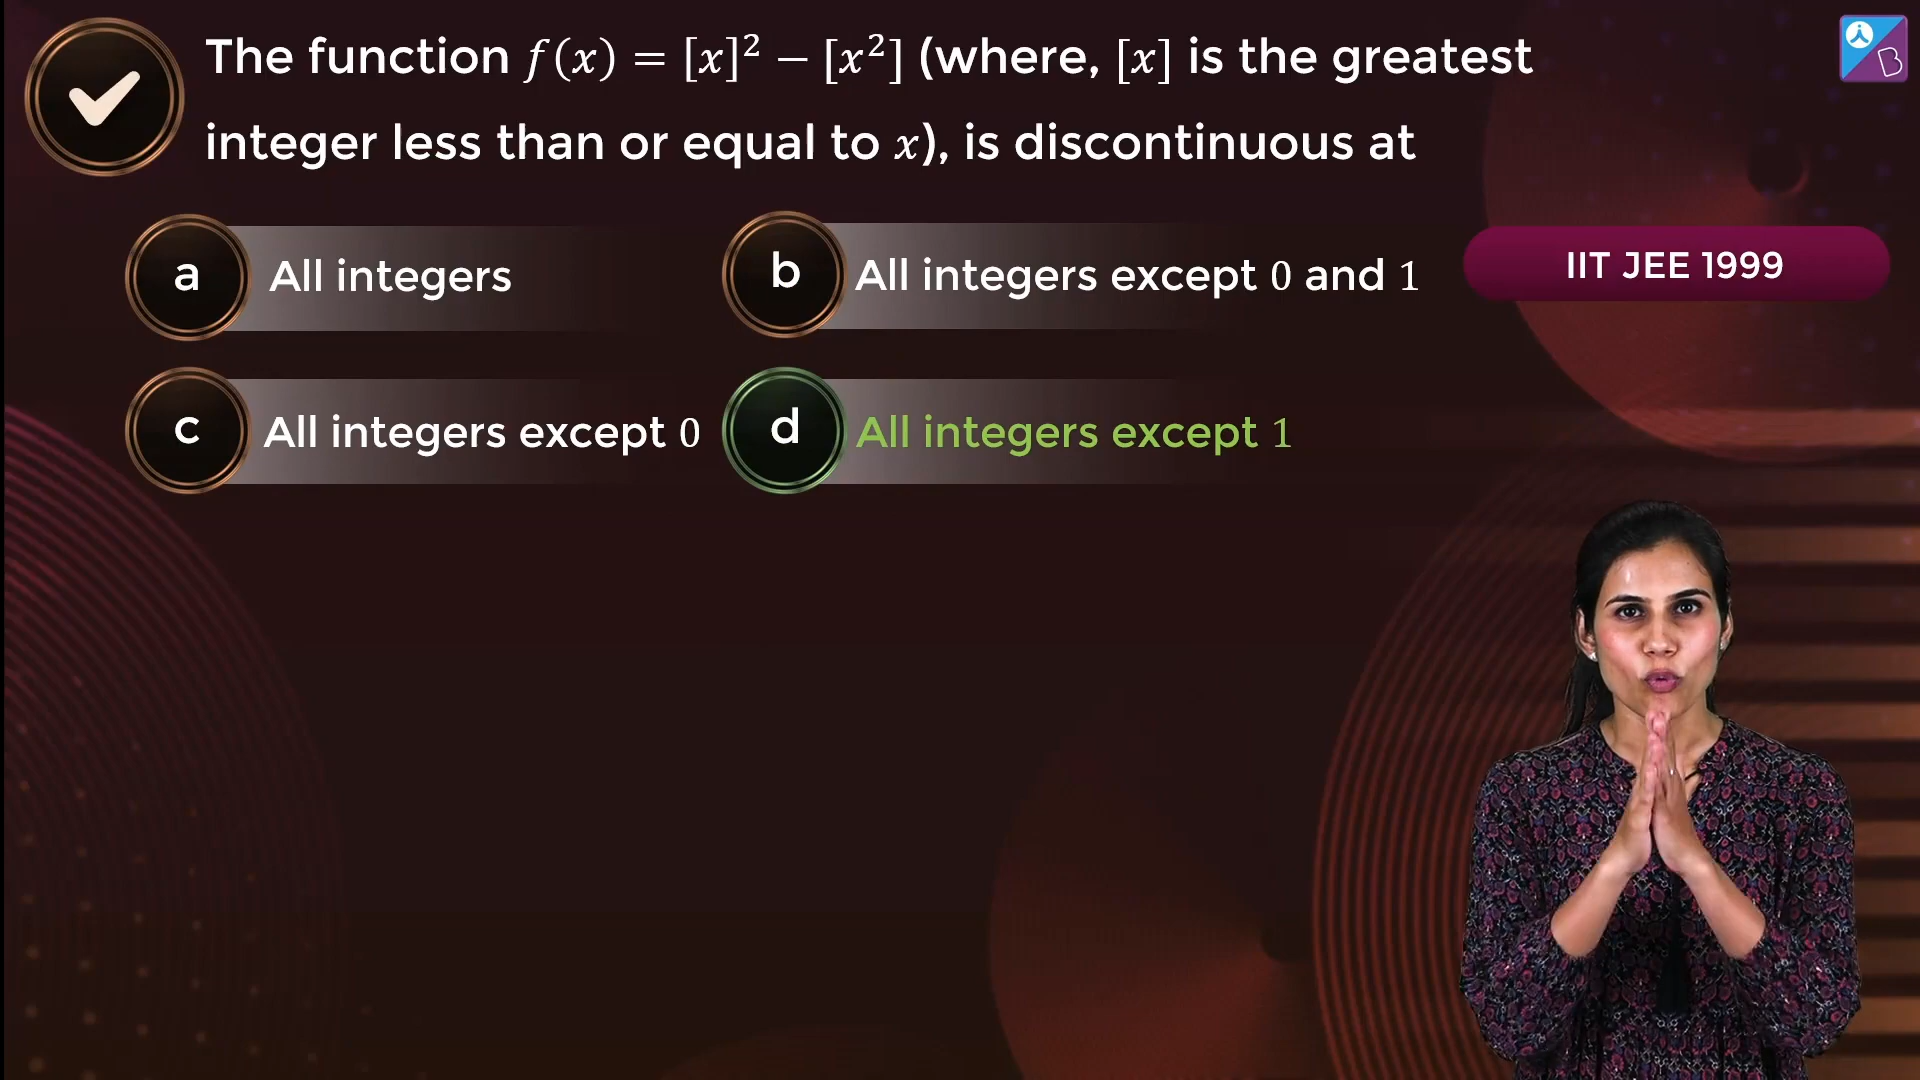 The function f(x) = [x]² − [x²] (where, [x] is the greatest
integer less than or equal to x), is discontinuous at
a All integers
b All integers except 0 and 1
IIT JEE 1999
c All integers except 0
d All integers except 1
B